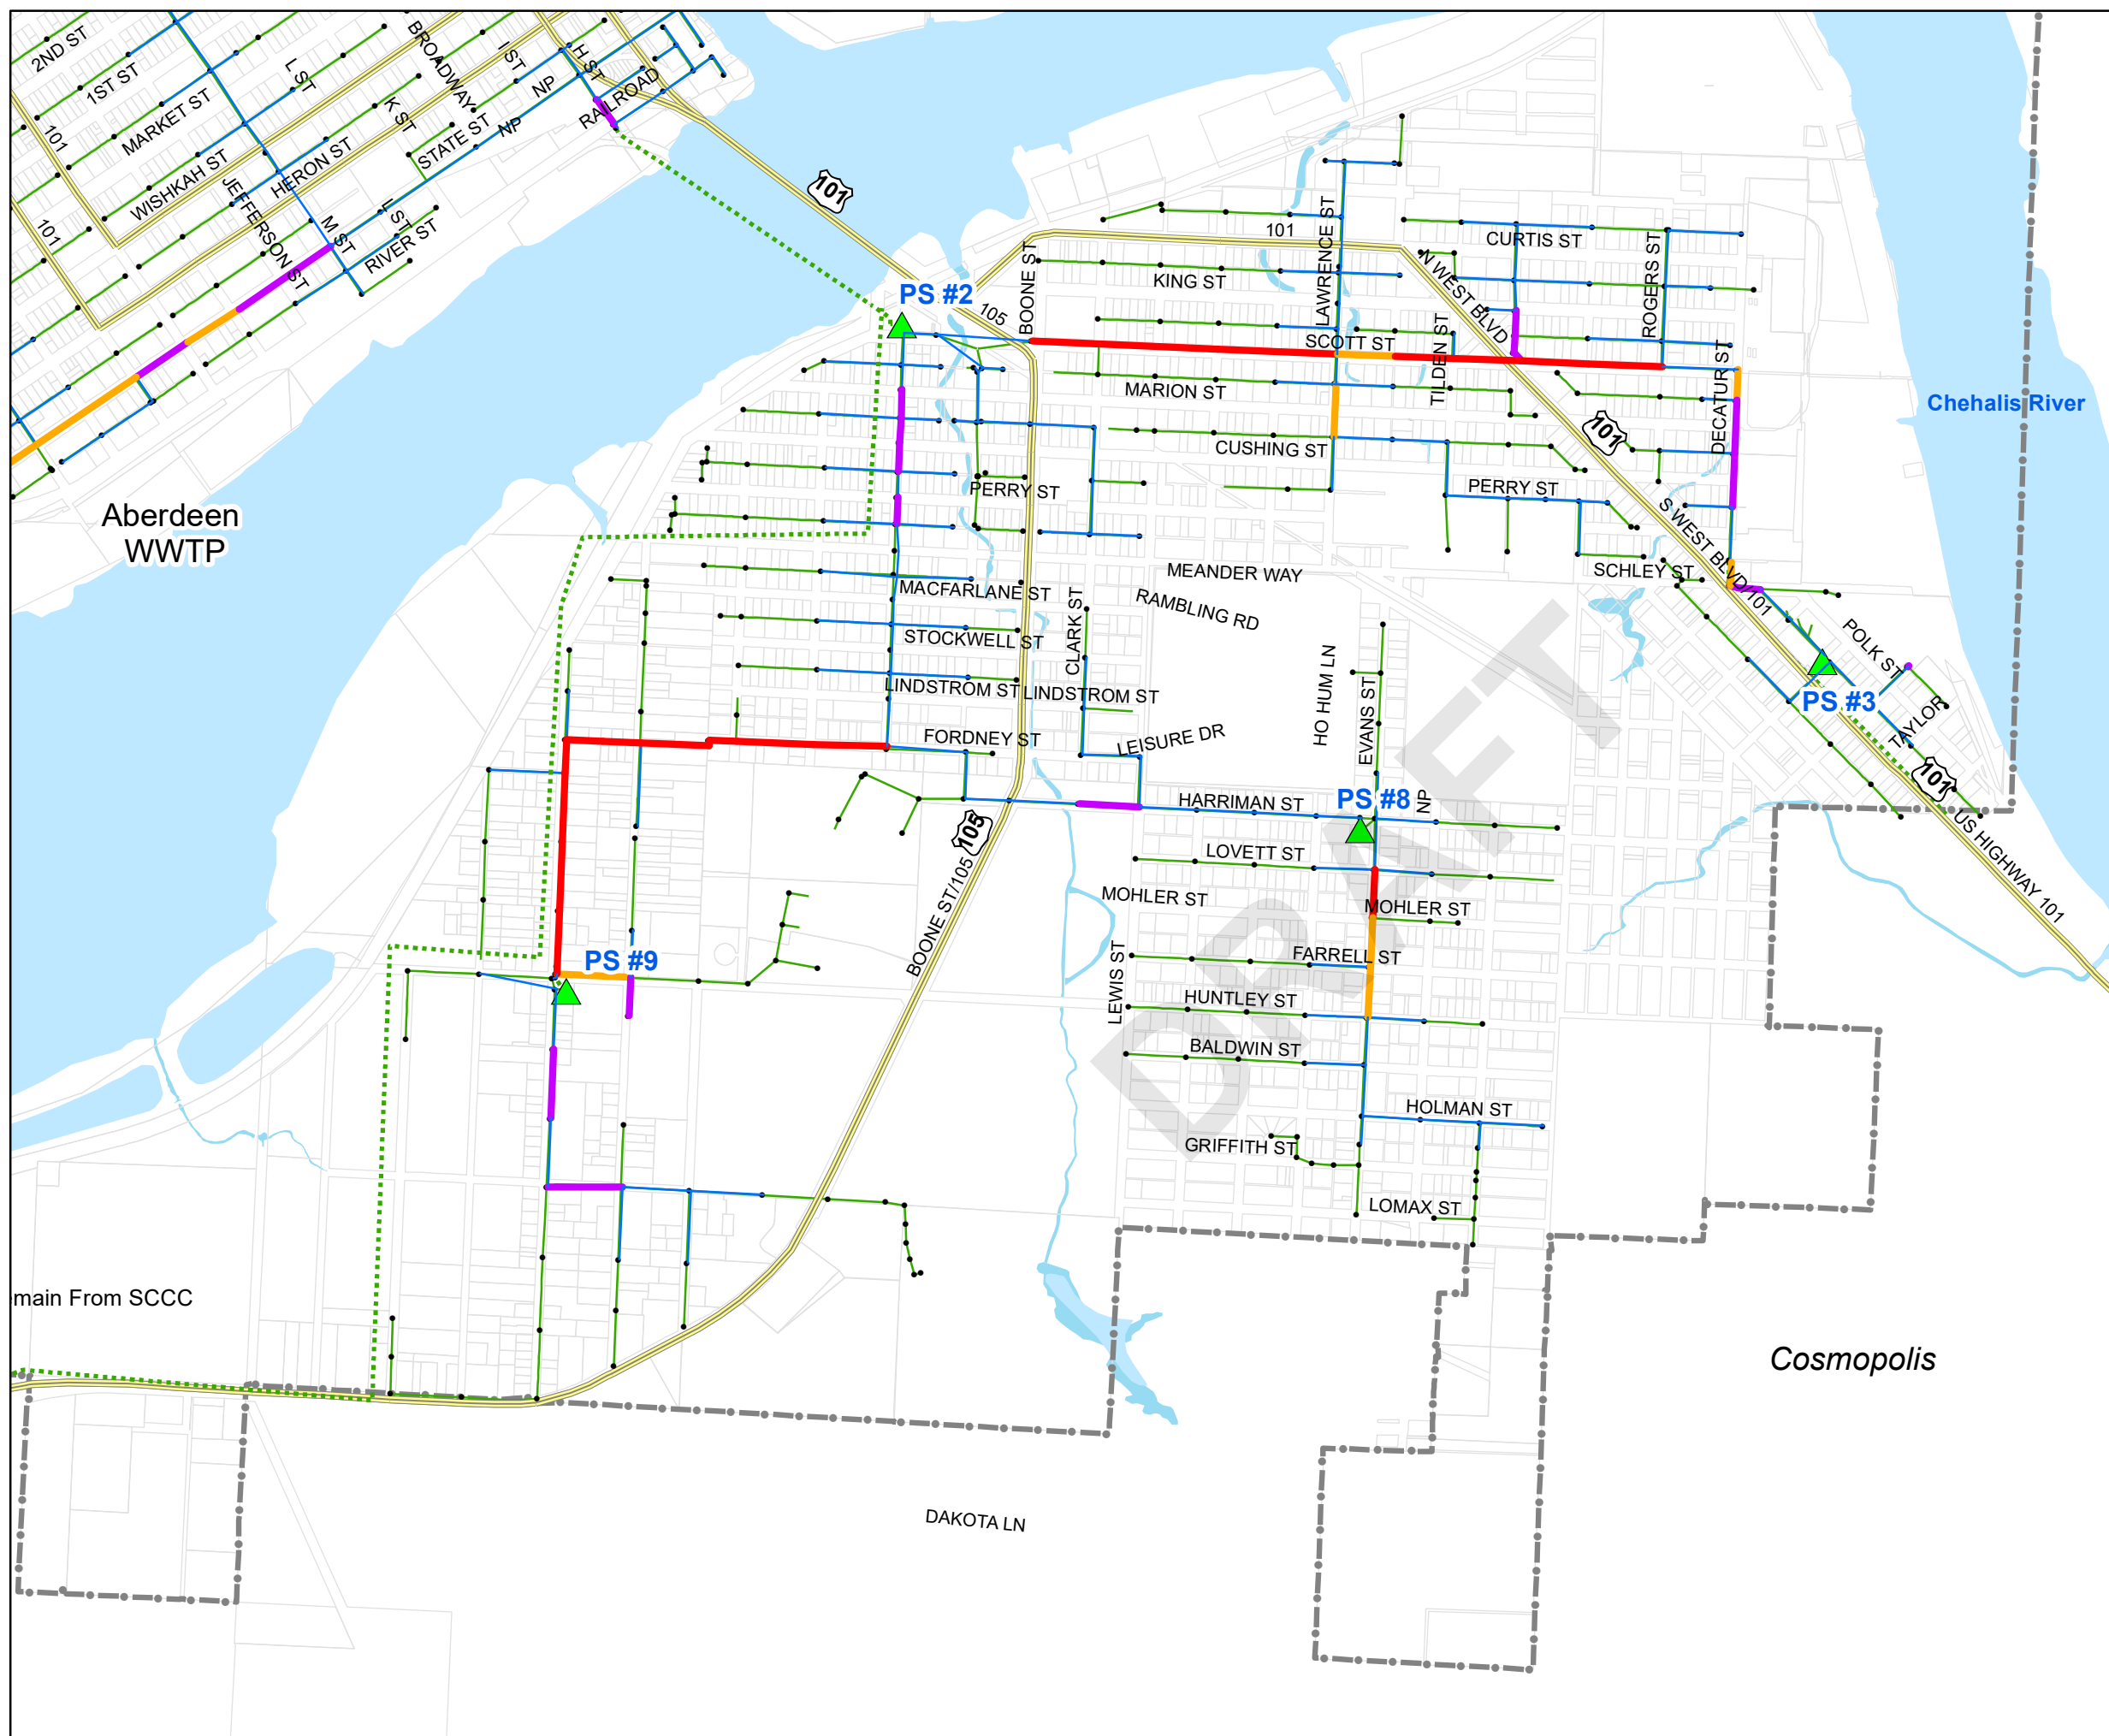 2ND ST
1ST ST
MARKET ST
WISHKAH ST
HERON ST
L ST
K ST
BROADWAY
I ST
H ST
NP
NP
RAILROAD
STATE ST
JEFFERSON ST
M ST
L ST
RIVER ST
101
101
101
Aberdeen
WWTP
PS #2
105
BOONE ST
101
KING ST
LAWRENCE ST
SCOTT ST
MARION ST
CUSHING ST
TILDEN ST
N WEST BLVD
CURTIS ST
ROGERS ST
DECATUR ST
101
Chehalis River
PERRY ST
PERRY ST
S WEST BLVD/101
SCHLEY ST
MEANDER WAY
RAMBLING RD
MACFARLANE ST
STOCKWELL ST
CLARK ST
LINDSTROM ST
LINDSTROM ST
FORDNEY ST
LEISURE DR
HO HUM LN
EVANS ST
POLK ST
PS #3
TAYLOR
101
US HIGHWAY 101
HARRIMAN ST
PS #8
NP
105
BOONE ST/105
LOVETT ST
MOHLER ST
MOHLER ST
FARRELL ST
LEWIS ST
HUNTLEY ST
BALDWIN ST
HOLMAN ST
GRIFFITH ST
LOMAX ST
PS #9
DRAFT
main From SCCC
Cosmopolis
DAKOTA LN